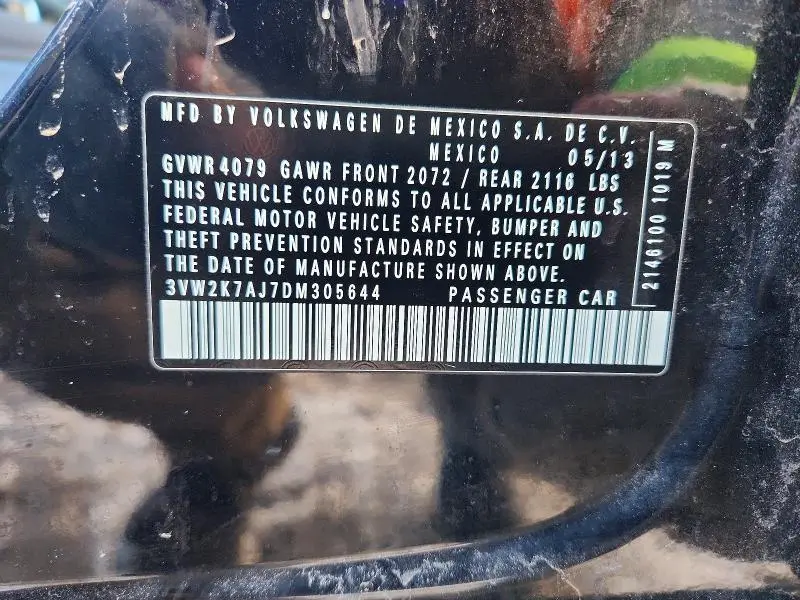 MFD BY VOLKSWAGEN DE MEXICO S.A. DE C.V.
MEXICO 05/13
GVWR 4079 GAWR FRONT 2072 / REAR 2116 LBS
THIS VEHICLE CONFORMS TO ALL APPLICABLE U.S.
FEDERAL MOTOR VEHICLE SAFETY, BUMPER AND
THEFT PREVENTION STANDARDS IN EFFECT ON
THE DATE OF MANUFACTURE SHOWN ABOVE.
3VW2K7AJ7DM305644 PASSENGER CAR
2146100 1019 M